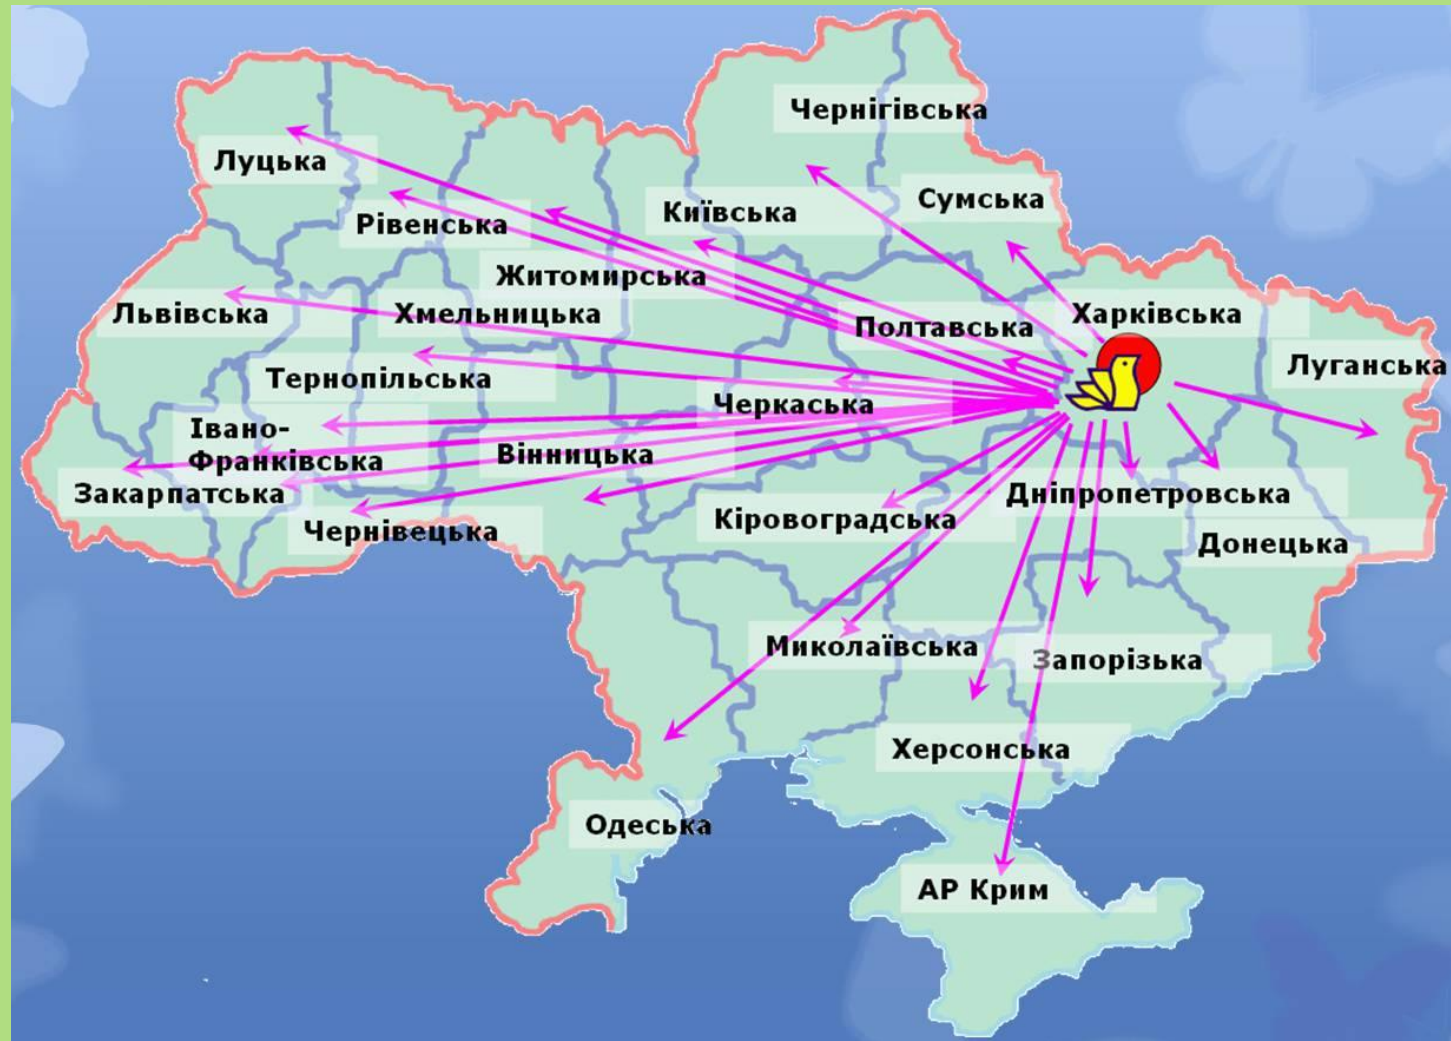 Чернігівська
Луцька
Сумська
Київська
Рівенська
Житомирська
Львівська
Хмельницька
Полтавська
Харківська
Луганська
Тернопільська
Черкаська
Івано-
Франківська
Вінницька
Закарпатська
Дніпропетровська
Кіровоградська
Чернівецька
Донецька
Миколаївська
Запорізька
Херсонська
Одеська
АР Крим